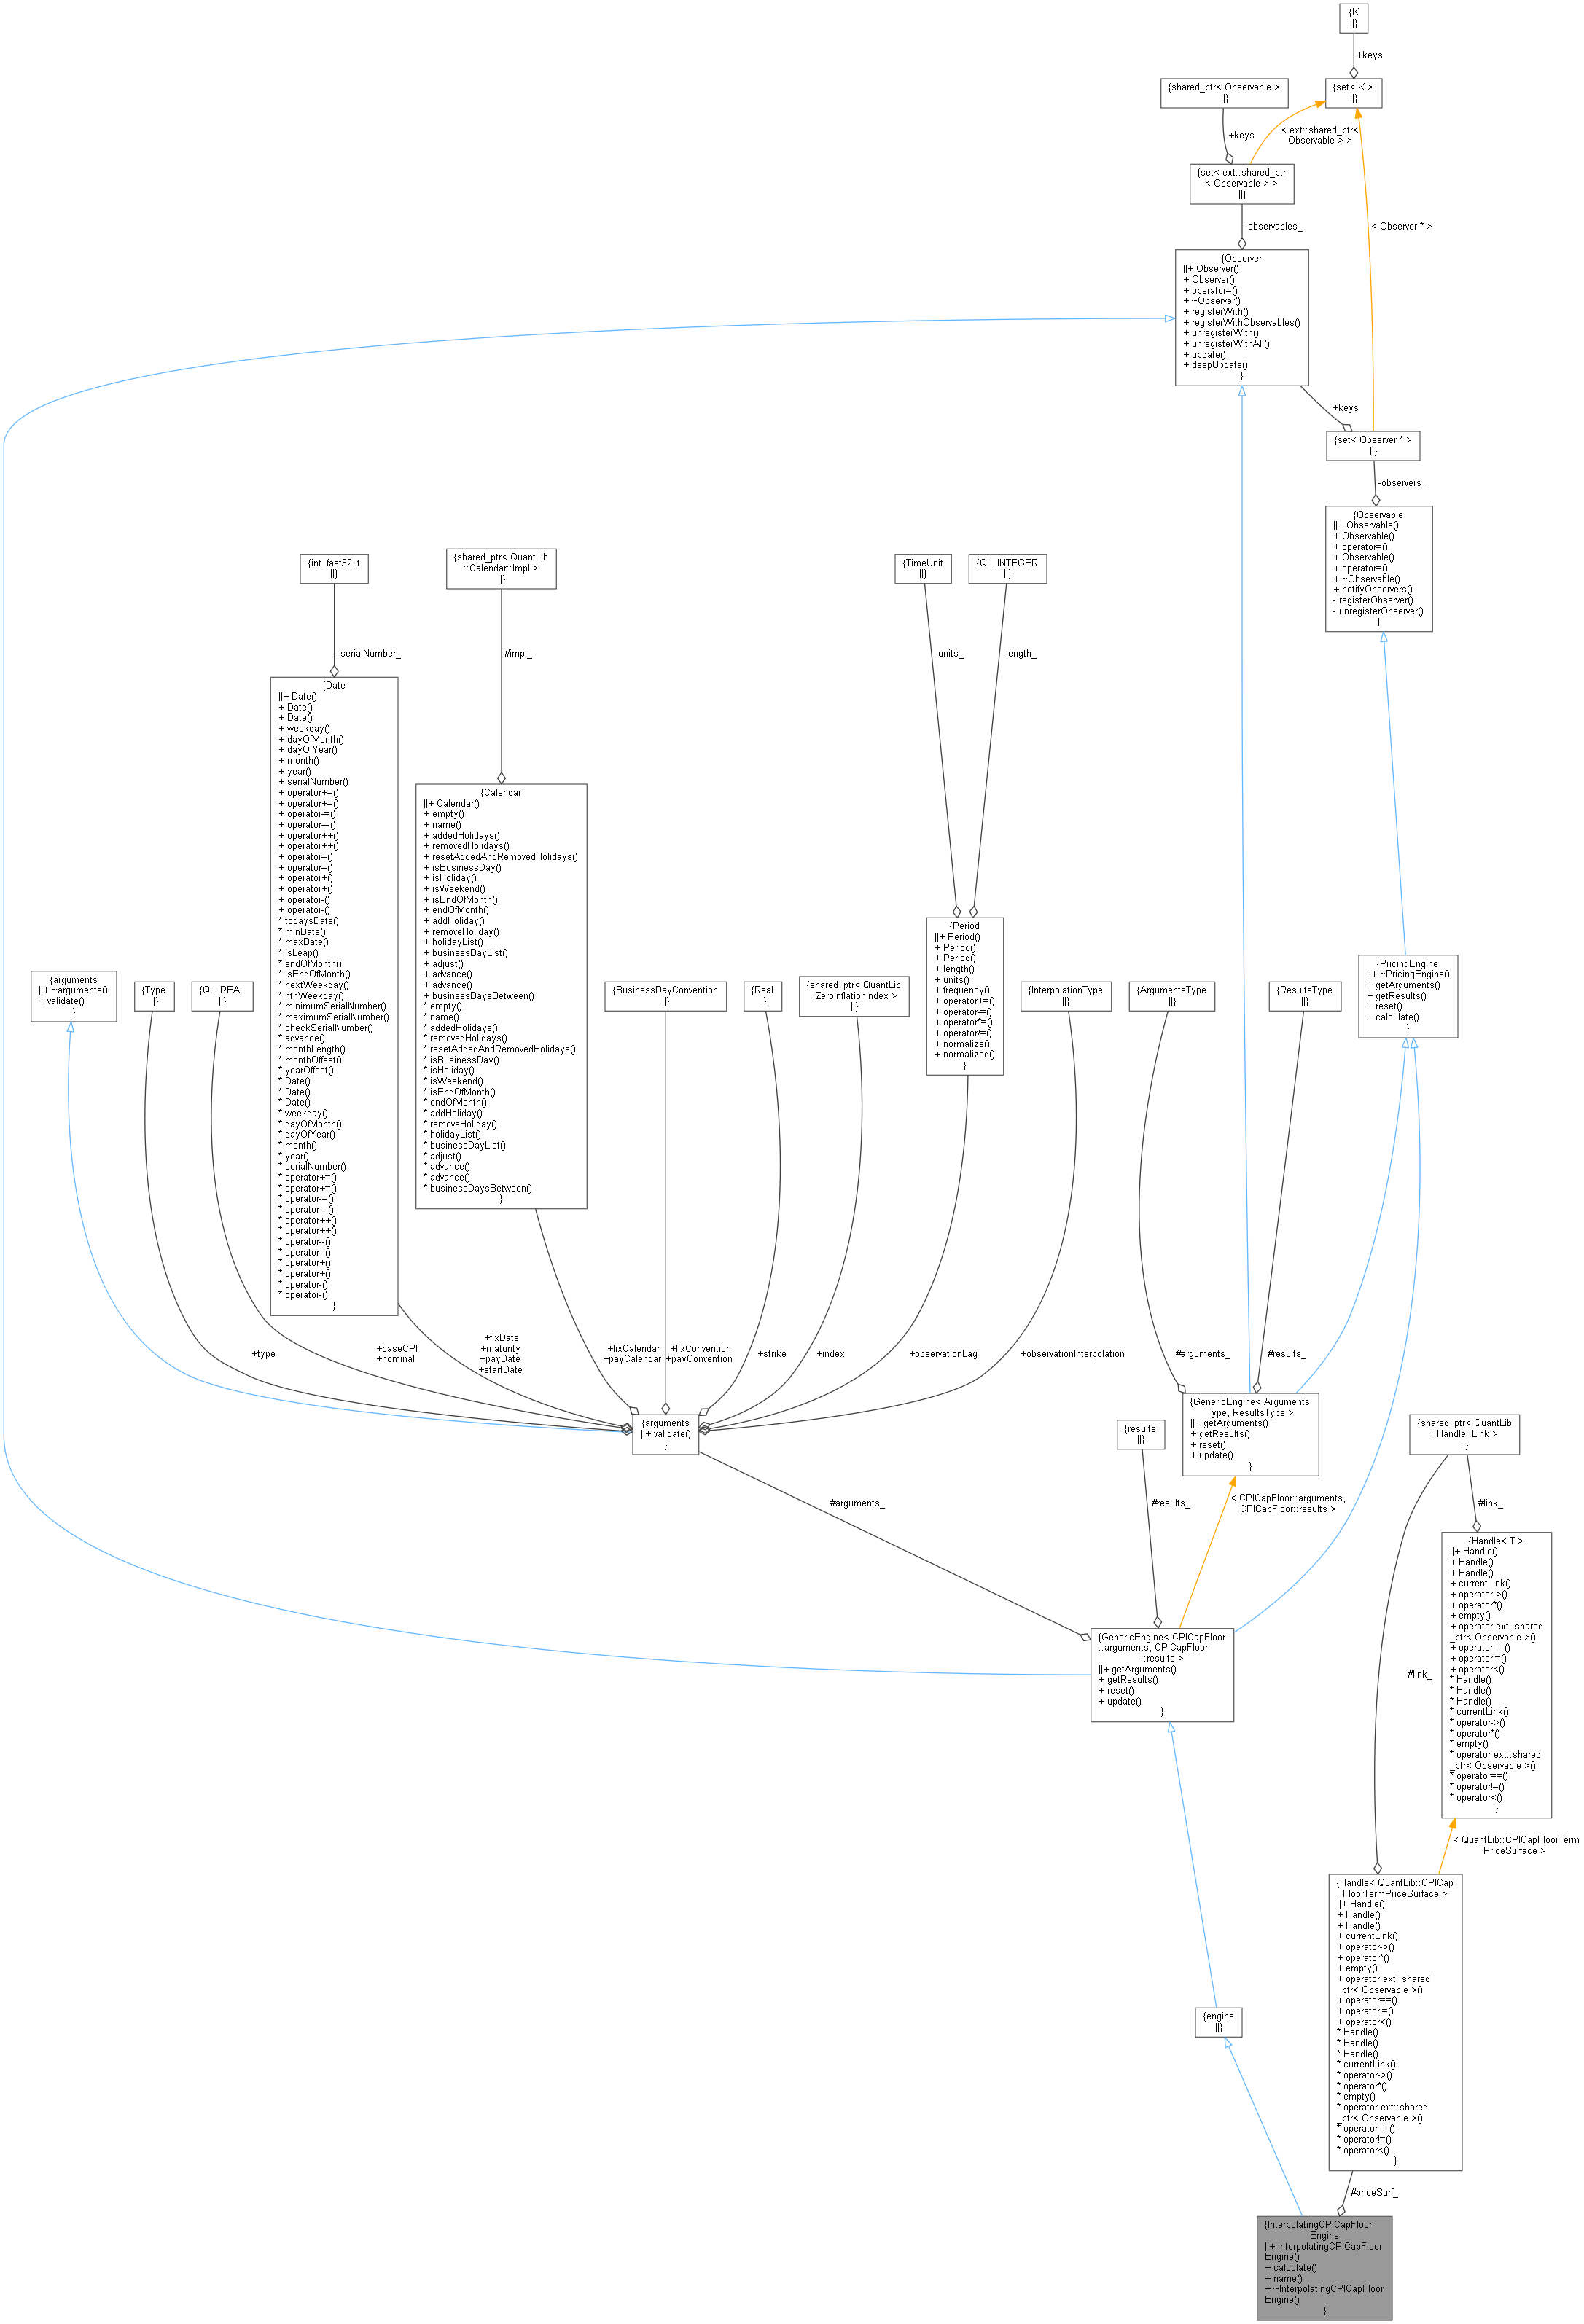 {K
||}
+keys
{shared_ptr< Observable >
||}
{set< K >
||}
+keys
< ext::shared_ptr<
Observable > >
{set< ext::shared_ptr
< Observable > >
||}
-observables_
< Observer * >
{Observer
||+ Observer()
+ Observer()
+ operator=()
+ ~Observer()
+ registerWith()
+ registerWithObservables()
+ unregisterWith()
+ unregisterWithAll()
+ update()
+ deepUpdate()
}
+keys
{set< Observer * >
||}
-observers_
{Observable
||+ Observable()
+ Observable()
+ operator=()
+ Observable()
+ operator=()
+ ~Observable()
+ notifyObservers()
- registerObserver()
- unregisterObserver()
}
{int_fast32_t
||}
-serialNumber_
{shared_ptr< QuantLib
::Calendar::Impl >
||}
#impl_
{TimeUnit
||}
-units_
{QL_INTEGER
||}
-length_
{Date
||+ Date()
+ Date()
+ Date()
+ weekday()
+ dayOfMonth()
+ dayOfYear()
+ month()
+ year()
+ serialNumber()
+ operator+=()
+ operator+=()
+ operator-=()
+ operator-=()
+ operator++()
+ operator++()
+ operator--()
+ operator--()
+ operator+()
+ operator+()
+ operator-()
+ operator-()
* todaysDate()
* minDate()
* maxDate()
* isLeap()
* endOfMonth()
* isEndOfMonth()
* nextWeekday()
* nthWeekday()
* minimumSerialNumber()
* maximumSerialNumber()
* checkSerialNumber()
* advance()
* monthLength()
* monthOffset()
* yearOffset()
* Date()
* Date()
* Date()
* weekday()
* dayOfMonth()
* dayOfYear()
* month()
* year()
* serialNumber()
* operator+=()
* operator+=()
* operator-=()
* operator-=()
* operator++()
* operator++()
* operator--()
* operator--()
* operator+()
* operator+()
* operator-()
* operator-()
}
{Calendar
||+ Calendar()
+ empty()
+ name()
+ addedHolidays()
+ removedHolidays()
+ resetAddedAndRemovedHolidays()
+ isBusinessDay()
+ isHoliday()
+ isWeekend()
+ isEndOfMonth()
+ endOfMonth()
+ addHoliday()
+ removeHoliday()
+ holidayList()
+ businessDayList()
+ adjust()
+ advance()
+ advance()
+ businessDaysBetween()
* empty()
* name()
* addedHolidays()
* removedHolidays()
* resetAddedAndRemovedHolidays()
* isBusinessDay()
* isHoliday()
* isWeekend()
* isEndOfMonth()
* endOfMonth()
* addHoliday()
* removeHoliday()
* holidayList()
* businessDayList()
* adjust()
* advance()
* advance()
* businessDaysBetween()
}
{Period
||+ Period()
+ Period()
+ Period()
+ length()
+ units()
+ frequency()
+ operator+=()
+ operator-=()
+ operator*=()
+ operator/=()
+ normalize()
+ normalized()
}
{arguments
||+ ~arguments()
+ validate()
}
{Type
||}
{QL_REAL
||}
{BusinessDayConvention
||}
{Real
||}
{shared_ptr< QuantLib
::ZeroInflationIndex >
||}
{InterpolationType
||}
{ArgumentsType
||}
{ResultsType
||}
{PricingEngine
||+ ~PricingEngine()
+ getArguments()
+ getResults()
+ reset()
+ calculate()
}
+type
+baseCPI
+nominal
+fixDate
+maturity
+payDate
+startDate
+fixCalendar
+payCalendar
+fixConvention
+payConvention
+strike
+index
+observationLag
+observationInterpolation
#arguments_
#results_
{arguments
||+ validate()
}
{results
||}
{GenericEngine< Arguments
Type, ResultsType >
||+ getArguments()
+ getResults()
+ reset()
+ update()
}
{shared_ptr< QuantLib
::Handle::Link >
||}
#arguments_
#results_
< CPICapFloor::arguments,
CPICapFloor::results >
#link_
{Handle< T >
||+ Handle()
+ Handle()
+ Handle()
+ currentLink()
+ operator->()
+ operator*()
+ empty()
+ operator ext::shared
_ptr< Observable >()
+ operator==()
+ operator!=()
+ operator<()
* Handle()
* Handle()
* Handle()
* currentLink()
* operator->()
* operator*()
* empty()
* operator ext::shared
_ptr< Observable >()
* operator==()
* operator!=()
* operator<()
}
{GenericEngine< CPICapFloor
::arguments, CPICapFloor
::results >
||+ getArguments()
+ getResults()
+ reset()
+ update()
}
#link_
< QuantLib::CPICapFloorTerm
PriceSurface >
{Handle< QuantLib::CPICap
FloorTermPriceSurface >
||+ Handle()
+ Handle()
+ Handle()
+ currentLink()
+ operator->()
+ operator*()
+ empty()
+ operator ext::shared
_ptr< Observable >()
+ operator==()
+ operator!=()
+ operator<()
* Handle()
* Handle()
* Handle()
* currentLink()
* operator->()
* operator*()
* empty()
* operator ext::shared
_ptr< Observable >()
* operator==()
* operator!=()
* operator<()
}
{engine
||}
#priceSurf_
{InterpolatingCPICapFloor
Engine
||+ InterpolatingCPICapFloor
Engine()
+ calculate()
+ name()
+ ~InterpolatingCPICapFloor
Engine()
}